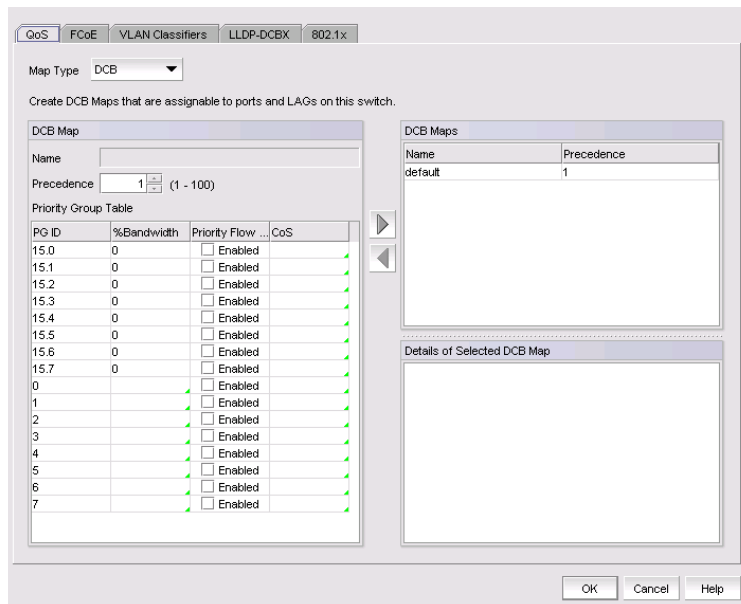 QoS FCoE VLAN Classifiers LLDP-DCBX 802.1x
Map Type DCB
Create DCB Maps that are assignable to ports and LAGs on this switch.
DCB Map
Name
Precedence 1 (1 - 100)
Priority Group Table
PG ID %Bandwidth Priority Flow ... CoS
15.0 0 Enabled
15.1 0 Enabled
15.2 0 Enabled
15.3 0 Enabled
15.4 0 Enabled
15.5 0 Enabled
15.6 0 Enabled
15.7 0 Enabled
0 Enabled
1 Enabled
2 Enabled
3 Enabled
4 Enabled
5 Enabled
6 Enabled
7 Enabled
DCB Maps
Name Precedence
default 1
Details of Selected DCB Map
OK Cancel Help